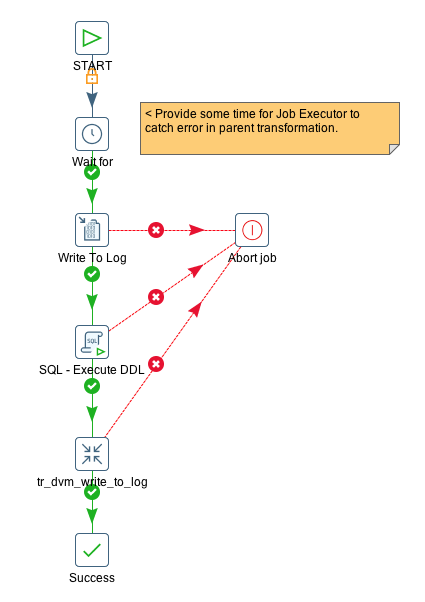 START
< Provide some time for Job Executor to
catch error in parent transformation.
Wait for
Write To Log
Abort job
SQL
SQL - Execute DDL
tr_dvm_write_to_log
Success